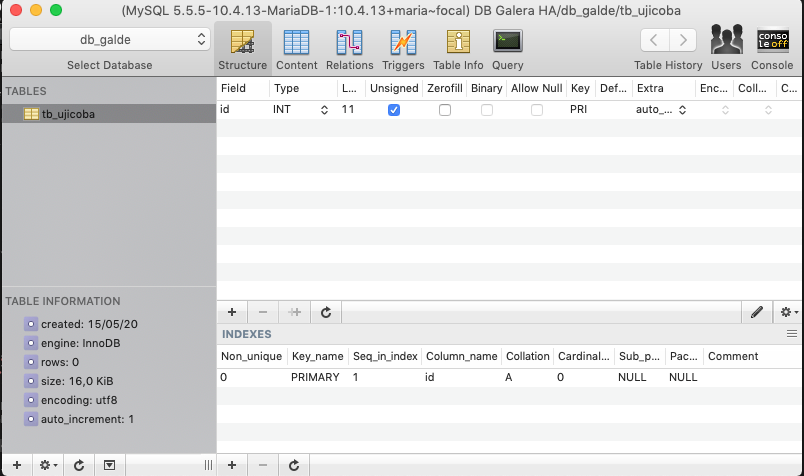 (MySQL 5.5.5-10.4.13-MariaDB-1:10.4.13+maria~focal) DB Galera HA/db_galde/tb_ujicoba
db_galde
Select Database
Structure Content Relations Triggers Table Info Query
Table History Users Console
conso
le off
TABLES
tb_ujicoba
Field Type L... Unsigned Zerofill Binary Allow Null Key Def... Extra Enc... Coll... C...
id INT 11 PRI auto_...
TABLE INFORMATION
created: 15/05/20
engine: InnoDB
rows: 0
size: 16,0 KiB
encoding: utf8
auto_increment: 1
INDEXES
Non_unique Key_name Seq_in_index Column_name Collation Cardinal... Sub_p... Pac... Comment
0 PRIMARY 1 id A 0 NULL NULL